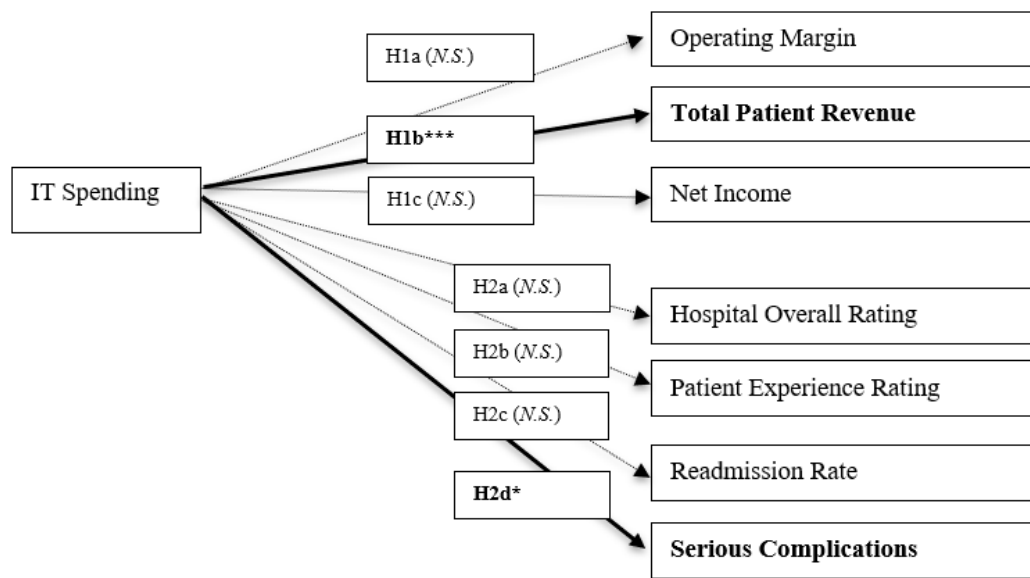 Operating Margin
H1a (N.S.)
Total Patient Revenue
H1b***
IT Spending
H1c (N.S.)
Net Income
H2a (N.S.)
Hospital Overall Rating
H2b (N.S.)
Patient Experience Rating
H2c (N.S.)
Readmission Rate
H2d*
Serious Complications